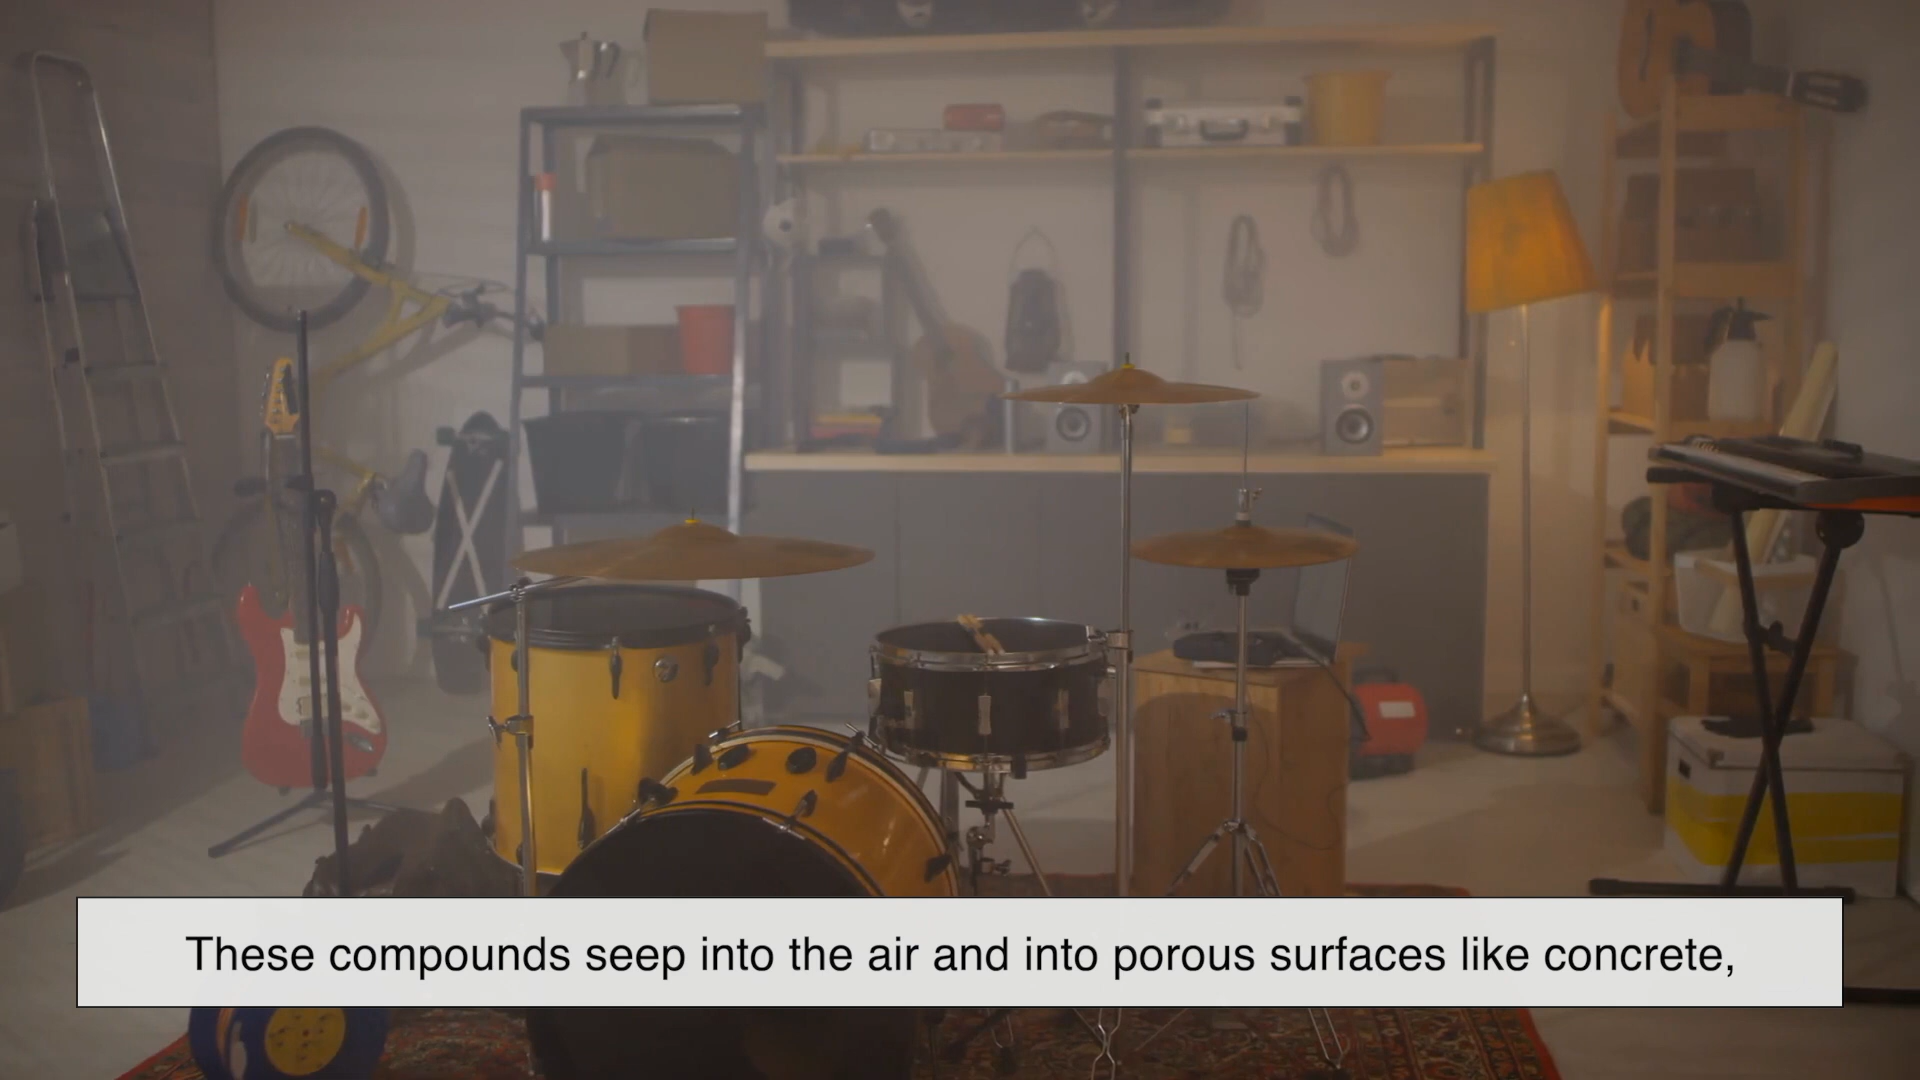 These compounds seep into the air and into porous surfaces like concrete,